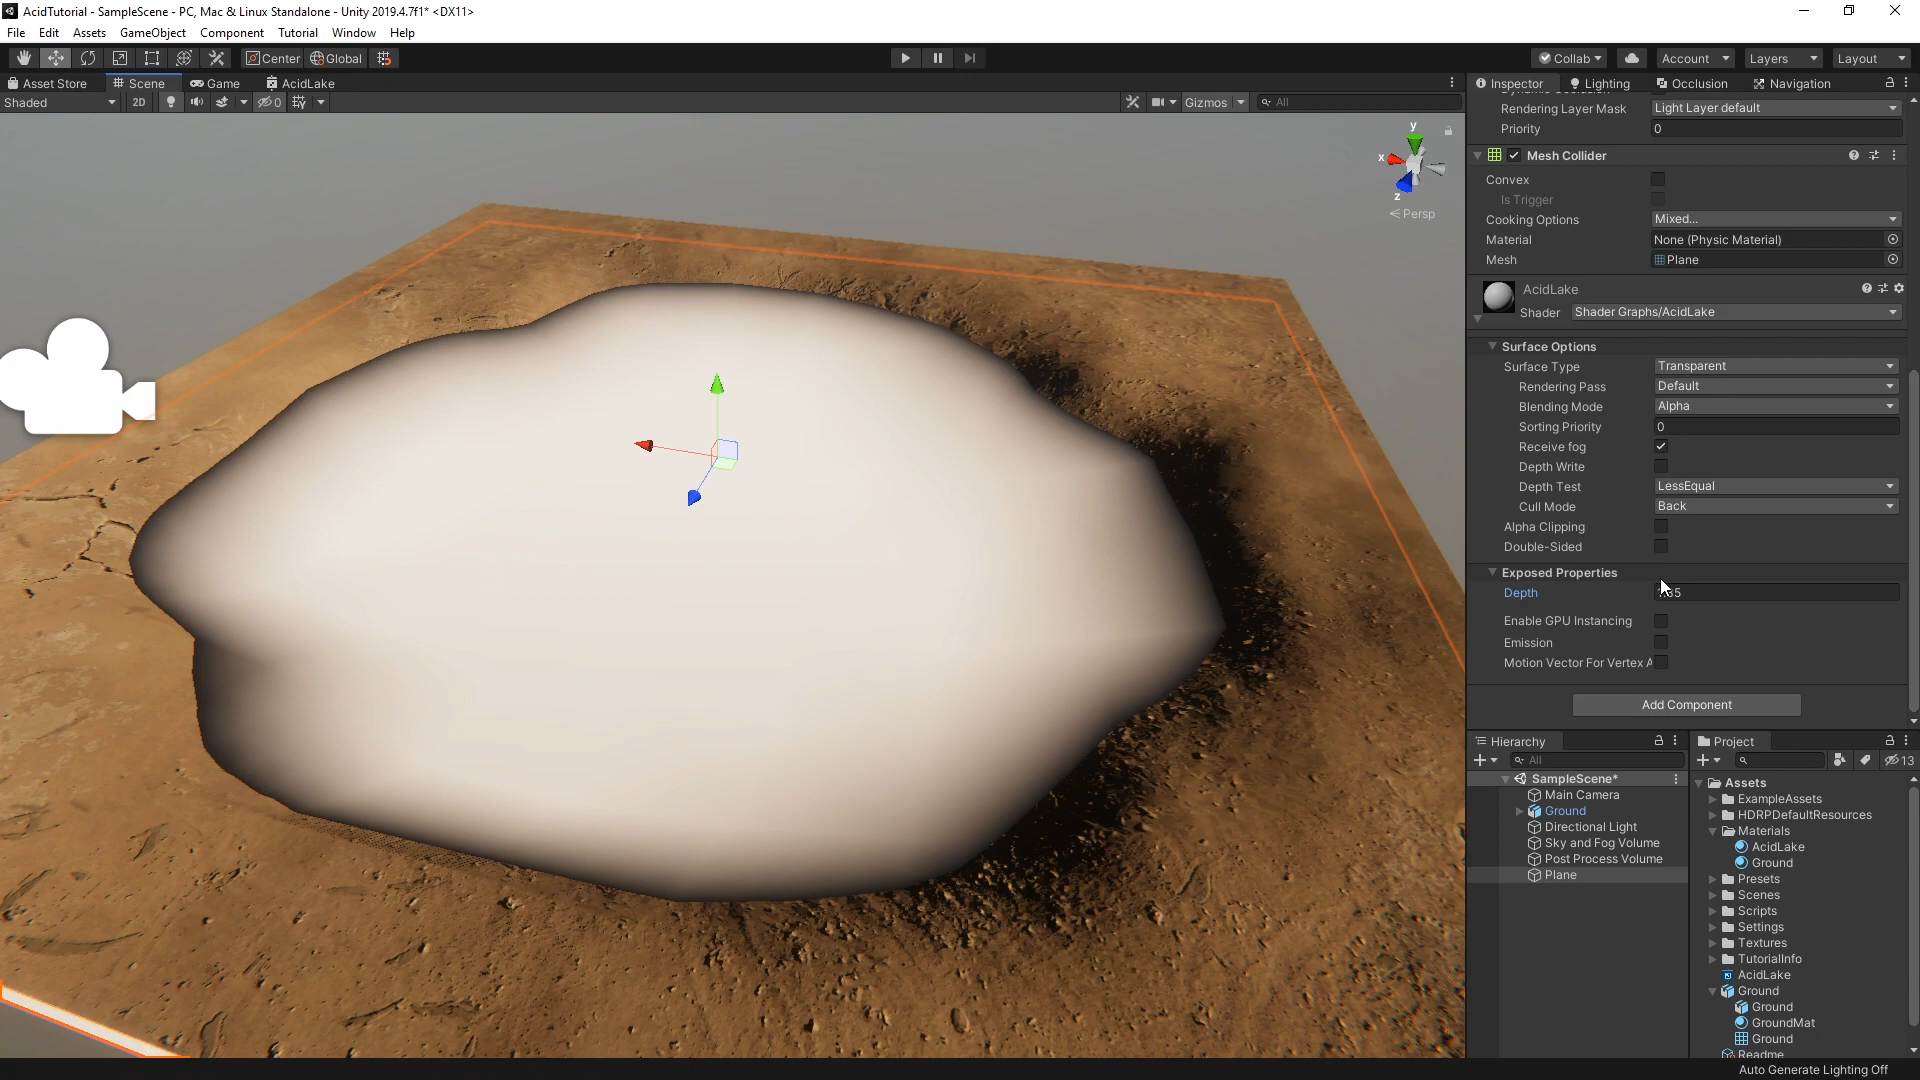 AcidTutorial - SampleScene - PC, Mac & Linux Standalone - Unity 2019.4.7f1* <DX11>
File Edit Assets GameObject Component Tutorial Window Help
Center Global Collab Account Layers Layout
Asset Store Scene Game AcidLake
Shaded 2D 0 Gizmos All
y
x
z
Persp
Inspector Lighting Occlusion Navigation
Rendering Layer Mask Light Layer default
Priority 0
Mesh Collider
Convex
Is Trigger
Cooking Options Mixed...
Material None (Physic Material)
Mesh Plane
AcidLake
Shader Shader Graphs/AcidLake
Surface Options
Surface Type Transparent
Rendering Pass Default
Blending Mode Alpha
Sorting Priority 0
Receive fog
Depth Write
Depth Test LessEqual
Cull Mode Back
Alpha Clipping
Double-Sided
Exposed Properties
Depth
Enable GPU Instancing
Emission
Motion Vector For Vertex A
Add Component
Hierarchy
All
SampleScene*
Main Camera
Ground
Directional Light
Sky and Fog Volume
Post Process Volume
Plane
Project
13
Assets
ExampleAssets
HDRPDefaultResources
Materials
AcidLake
Ground
Presets
Scenes
Scripts
Settings
Textures
TutorialInfo
AcidLake
Ground
Ground
GroundMat
Ground
Readme
Auto Generate Lighting Off